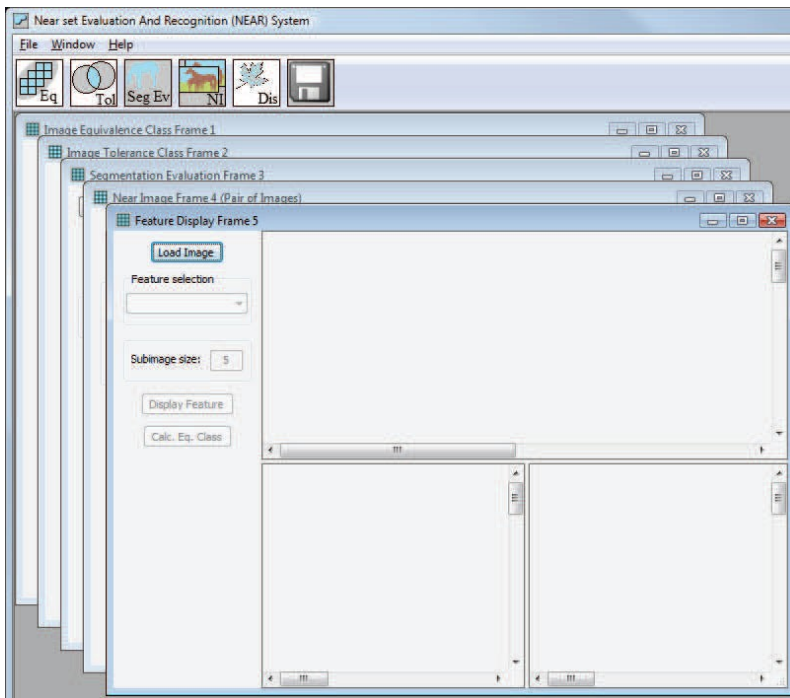 Near set Evaluation And Recognition (NEAR) System
File Window Help
Eq Tol Seg Ev NI Dis
Image Equivalence Class Frame 1
Image Tolerance Class Frame 2
Segmentation Evaluation Frame 3
Near Image Frame 4 (Pair of Images)
Feature Display Frame 5
Load Image
Feature selection
Subimage size: 5
Display Feature
Calc. Eq. Class